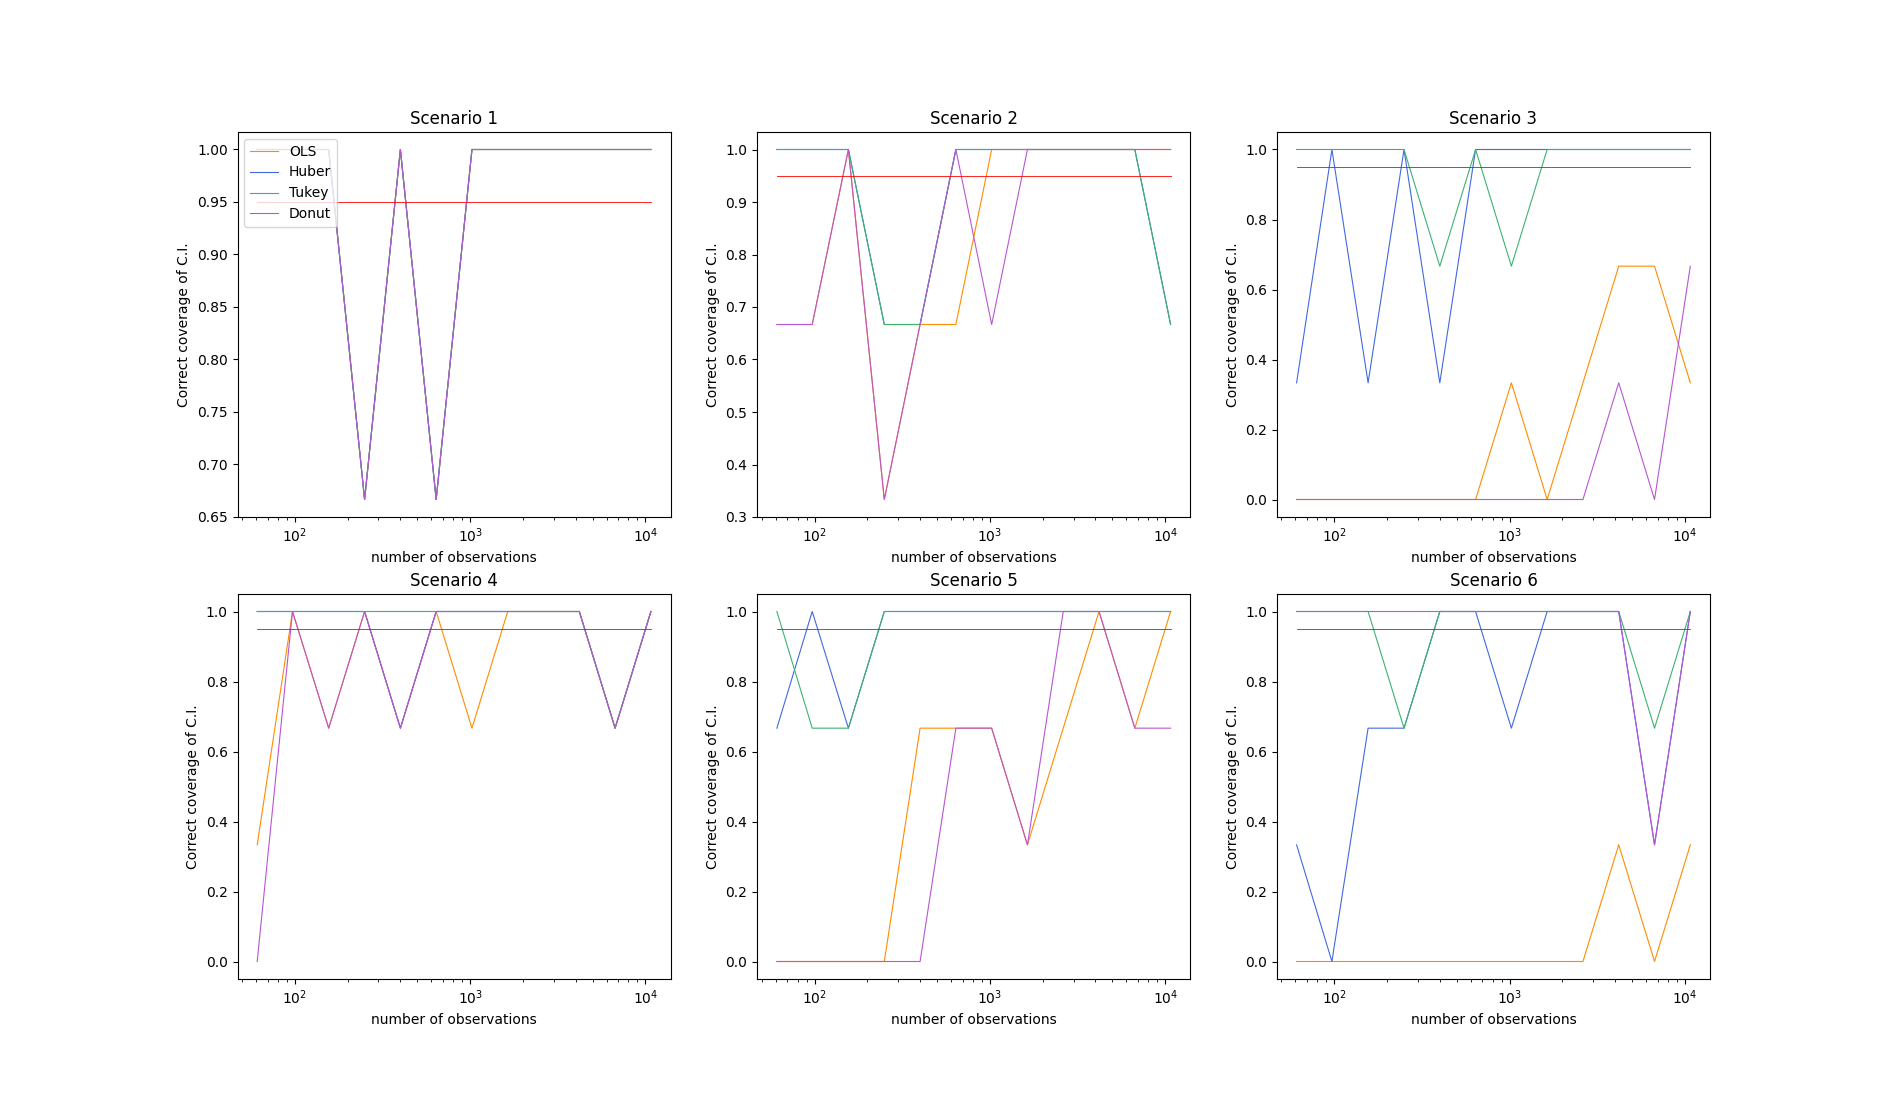 Scenario 1
Correct coverage of C.I.
1.00
0.95
0.90
0.85
0.80
0.75
0.70
0.65
OLS
Huber
Tukey
Donut
10²
10³
10⁴
number of observations
Scenario 2
Correct coverage of C.I.
1.0
0.9
0.8
0.7
0.6
0.5
0.4
0.3
10²
10³
10⁴
number of observations
Scenario 3
Correct coverage of C.I.
1.0
0.8
0.6
0.4
0.2
0.0
10²
10³
10⁴
number of observations
Scenario 4
Correct coverage of C.I.
1.0
0.8
0.6
0.4
0.2
0.0
10²
10³
10⁴
number of observations
Scenario 5
Correct coverage of C.I.
1.0
0.8
0.6
0.4
0.2
0.0
10²
10³
10⁴
number of observations
Scenario 6
Correct coverage of C.I.
1.0
0.8
0.6
0.4
0.2
0.0
10²
10³
10⁴
number of observations